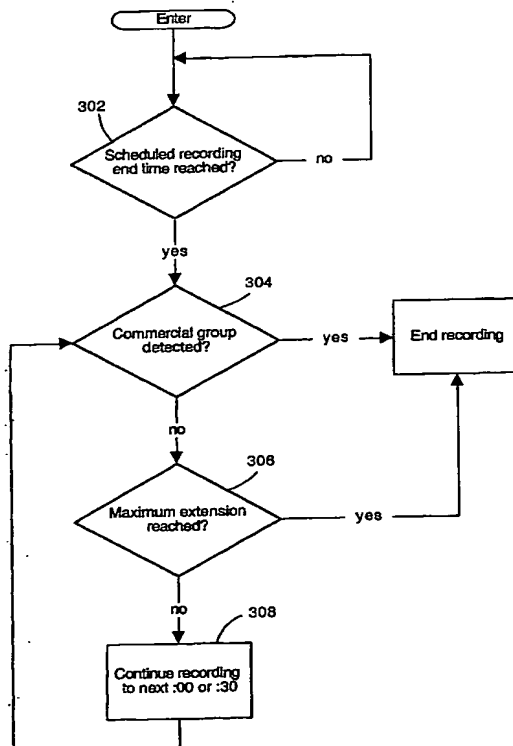 Enter
302
Scheduled recording
end time reached?
no
yes
304
Commercial group
detected?
yes
End recording
no
306
Maximum extension
reached?
yes
no
308
Continue recording
to next :00 or :30